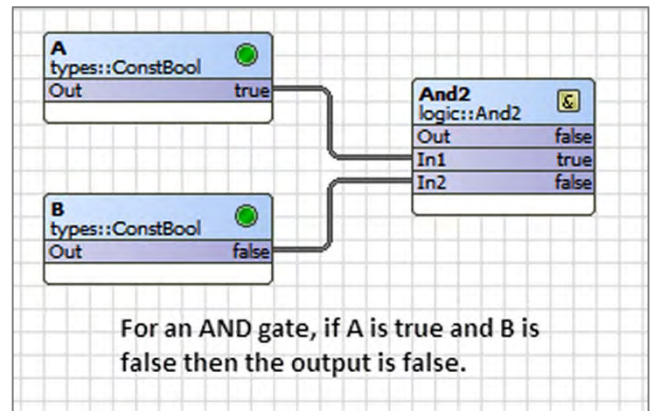 A
types::ConstBool
Out true
And2
logic::And2
&
Out false
In1 true
In2 false
B
types::ConstBool
Out false
For an AND gate, if A is true and B is
false then the output is false.